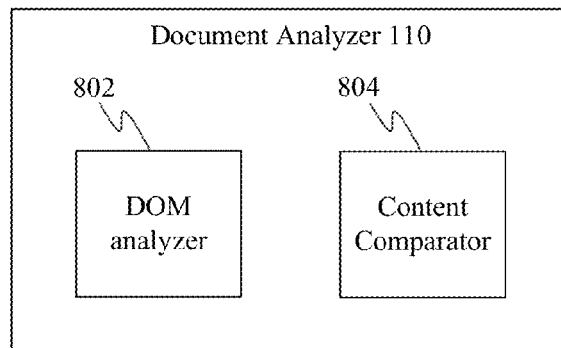 Document Analyzer 110
802
804
DOM
analyzer
Content
Comparator